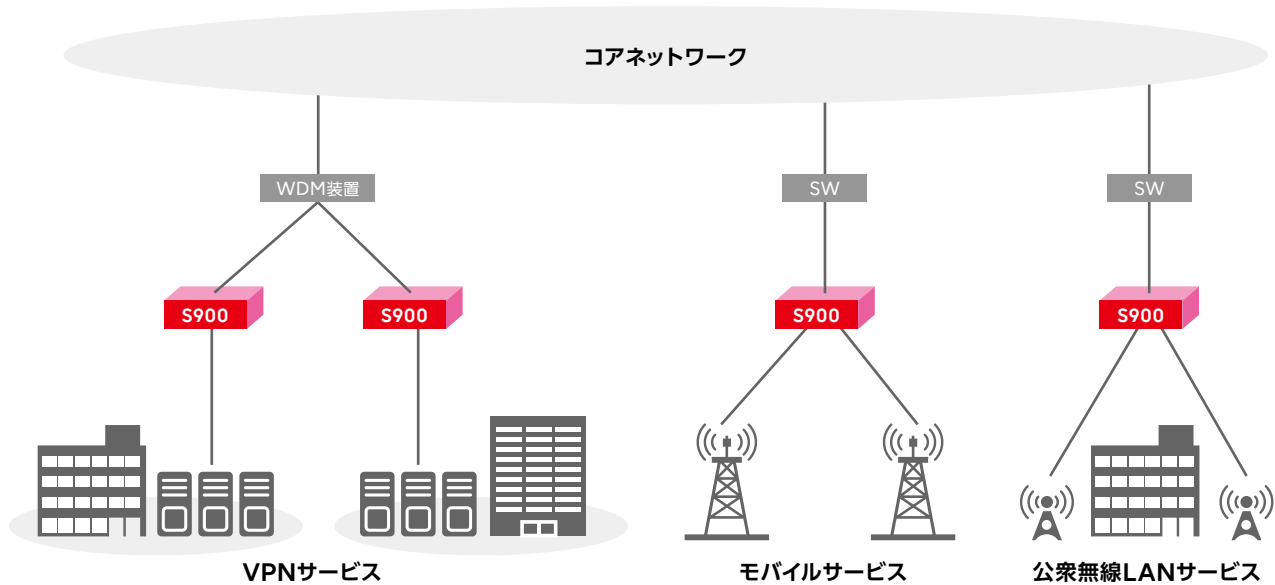 コアネットワーク
WDM装置
SW
SW
S900
S900
S900
S900
VPNサービス
モバイルサービス
公衆無線LANサービス